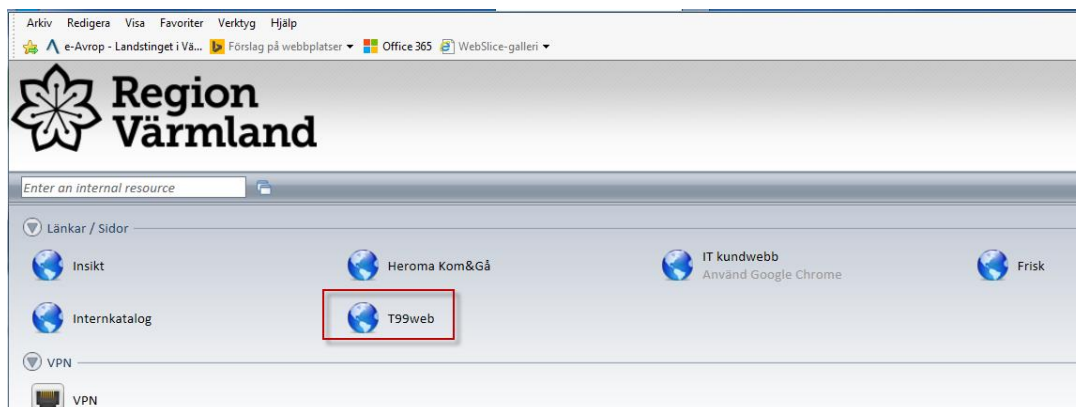 Arkiv Redigera Visa Favoriter Verktyg Hjälp
e-Avrop - Landstinget i Vä... Förslag på webbplatser Office 365 WebSlice-galleri
Region
Värmland
Enter an internal resource
Länkar / Sidor
Insikt Heroma Kom&Gå IT kundwebb Frisk
Använd Google Chrome
Internkatalog T99web
VPN
VPN